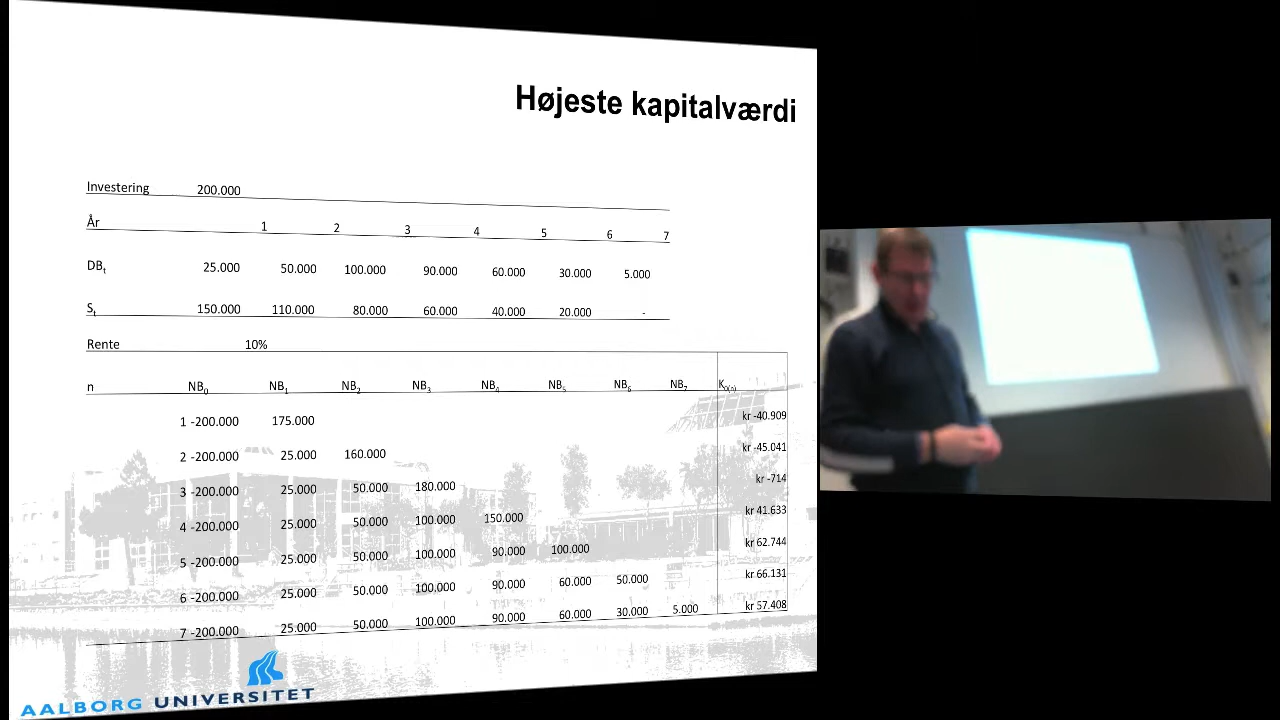 Højeste kapitalværdi
Investering 200.000
År 1 2 3 4 5 6 7
DBt 25.000 50.000 100.000 90.000 60.000 30.000 5.000
St 150.000 110.000 80.000 60.000 40.000 20.000 -
Rente 10%
n NB0 NB1 NB2 NB3 NB4 NB5 NB6 NB7 K0(n)
1 -200.000 175.000 kr -40.909
2 -200.000 25.000 160.000 kr -45.041
3 -200.000 25.000 50.000 180.000 kr -714
4 -200.000 25.000 50.000 100.000 150.000 kr 41.633
5 -200.000 25.000 50.000 100.000 90.000 100.000 kr 62.744
6 -200.000 25.000 50.000 100.000 90.000 60.000 50.000 kr 66.131
7 -200.000 25.000 50.000 100.000 90.000 60.000 30.000 5.000 kr 57.408
AALBORG UNIVERSITET